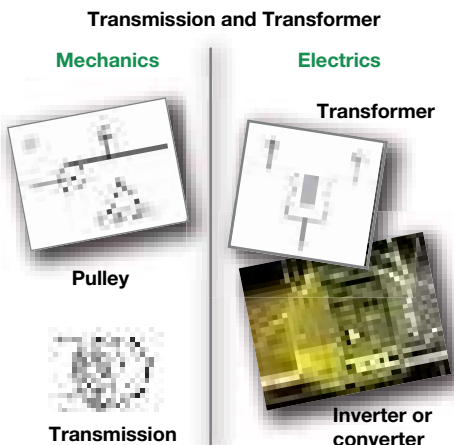 Transmission and Transformer
Mechanics
Electrics
Transformer
Pulley
Transmission
Inverter or
converter